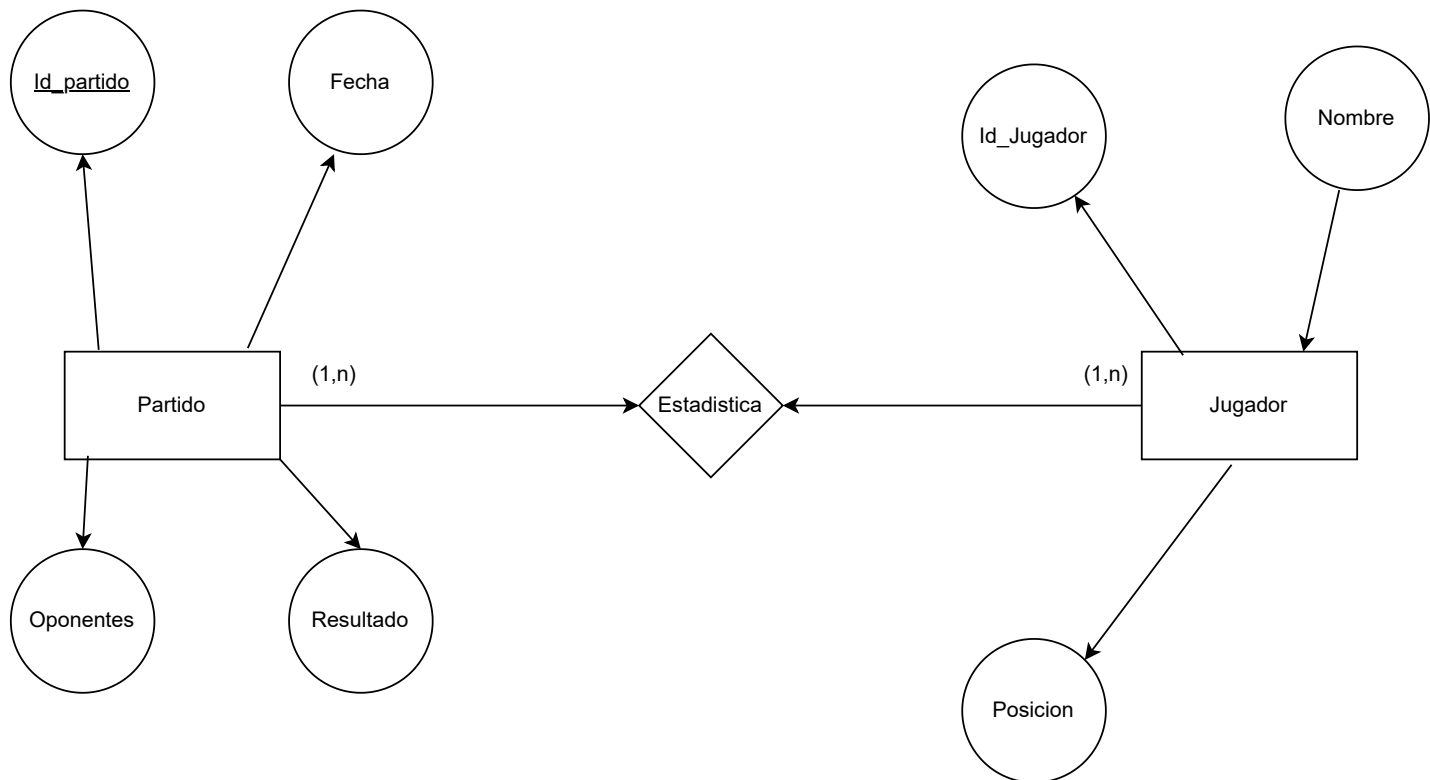 Id_partido
Fecha
Id_Jugador
Nombre
(1,n)
(1,n)
Partido
Estadistica
Jugador
Oponentes
Resultado
Posicion